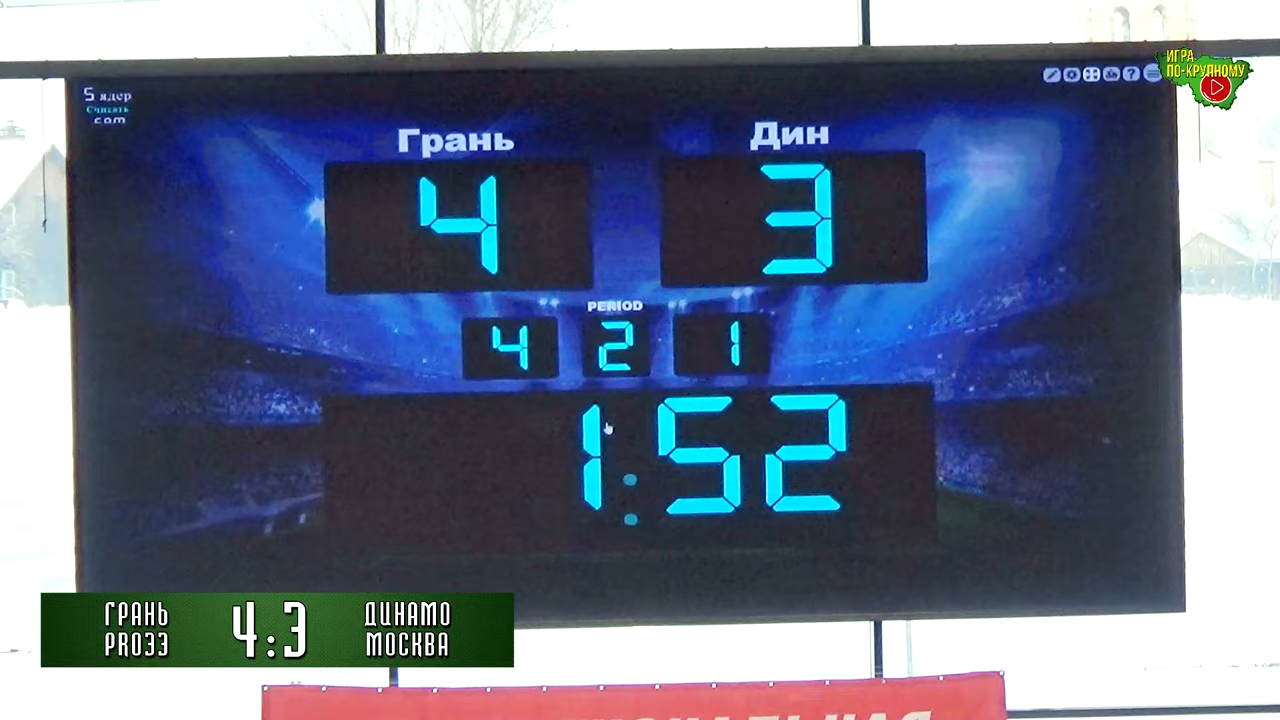 5 ядер
Считать
com
ИГРА
ПО-КРУПНОМУ
Грань
Дин
4
3
PERIOD
4
2
1
1:52
ГРАНЬ
PRO33
4:3
ДИНАМО
МОСКВА